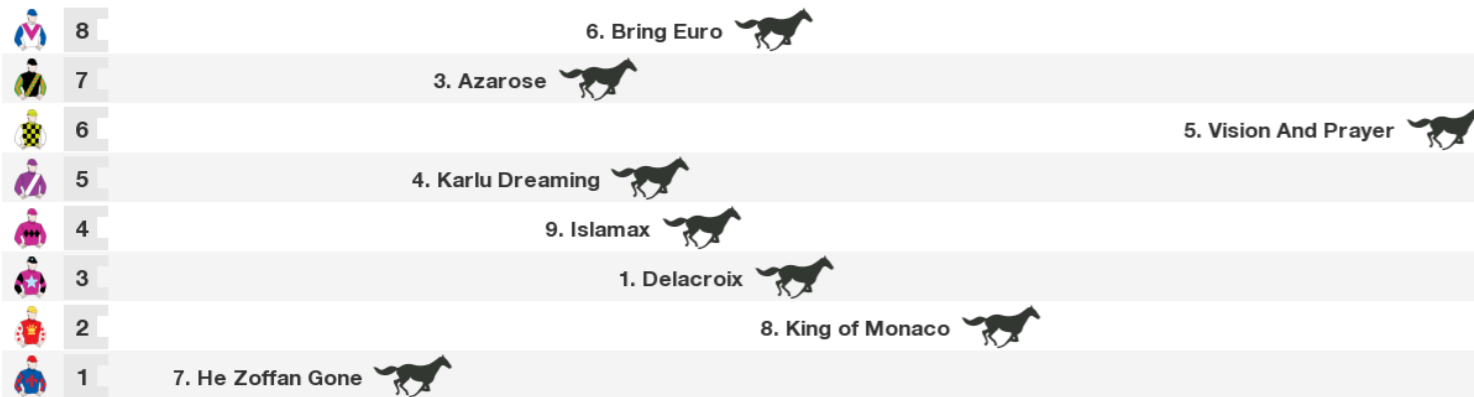 8 6. Bring Euro
7 3. Azarose
6 5. Vision And Prayer
5 4. Karlu Dreaming
4 9. Islamax
3 1. Delacroix
2 8. King of Monaco
1 7. He Zoffan Gone